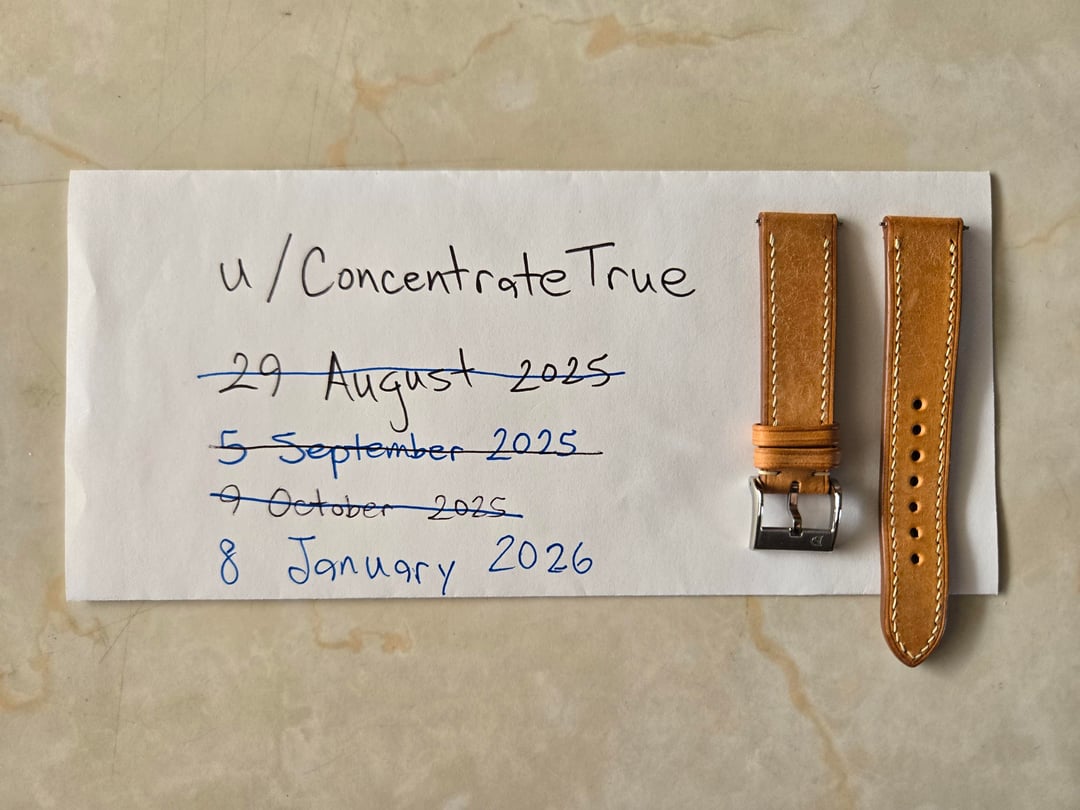 u/ConcentrateTrue
29 August 2025
5 September 2025
9 October 2025
8 January 2026